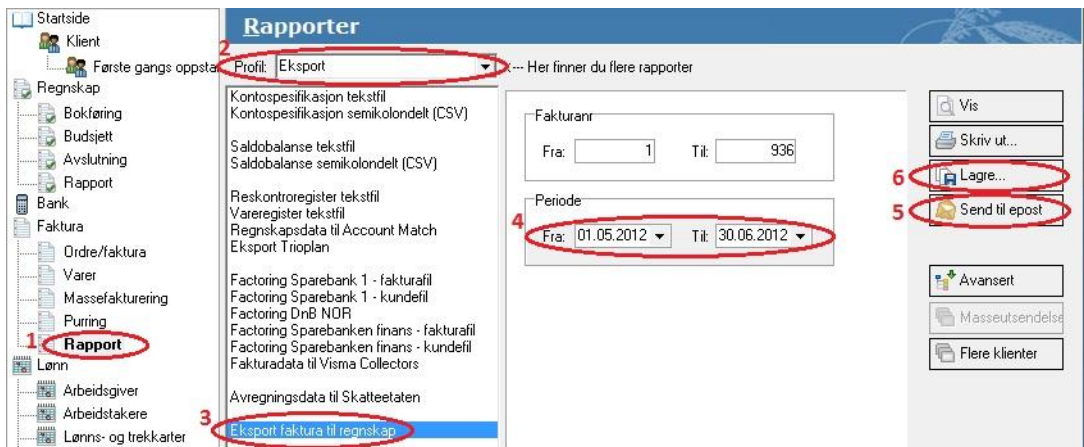 Startside
Klient
Første gangs oppsta
Regnskap
Bokføring
Budsjett
Avslutning
Rapport
Bank
Faktura
Ordre/faktura
Varer
Massefakturering
Purring
1 Rapport
Lønn
Arbeidsgiver
Arbeidstakere
Lønns- og trekkarter
Rapporter
2
Profil: Eksport <--- Her finner du flere rapporter
Kontospesifikasjon tekstfil
Kontospesifikasjon semikolondelt (CSV)
Saldobalanse tekstfil
Saldobalanse semikolondelt (CSV)
Reskontroregister tekstfil
Vareregister tekstfil
Regnskapsdata til Account Match
Eksport Trioplan
Factoring Sparebank 1 - fakturafil
Factoring Sparebank 1 - kundefil
Factoring DnB NOR
Factoring Sparebanken finans - fakturafil
Factoring Sparebanken finans - kundefil
Fakturadata til Visma Collectors
Avregningsdata til Skatteetaten
3 Eksport faktura til regnskap
Fakturanr
Fra: 1 Til: 936
Periode
4 Fra: 01.05.2012 Til: 30.06.2012
Vis
Skriv ut...
6 Lagre...
5 Send til epost
Avansert
Masseutsendelse
Flere klienter